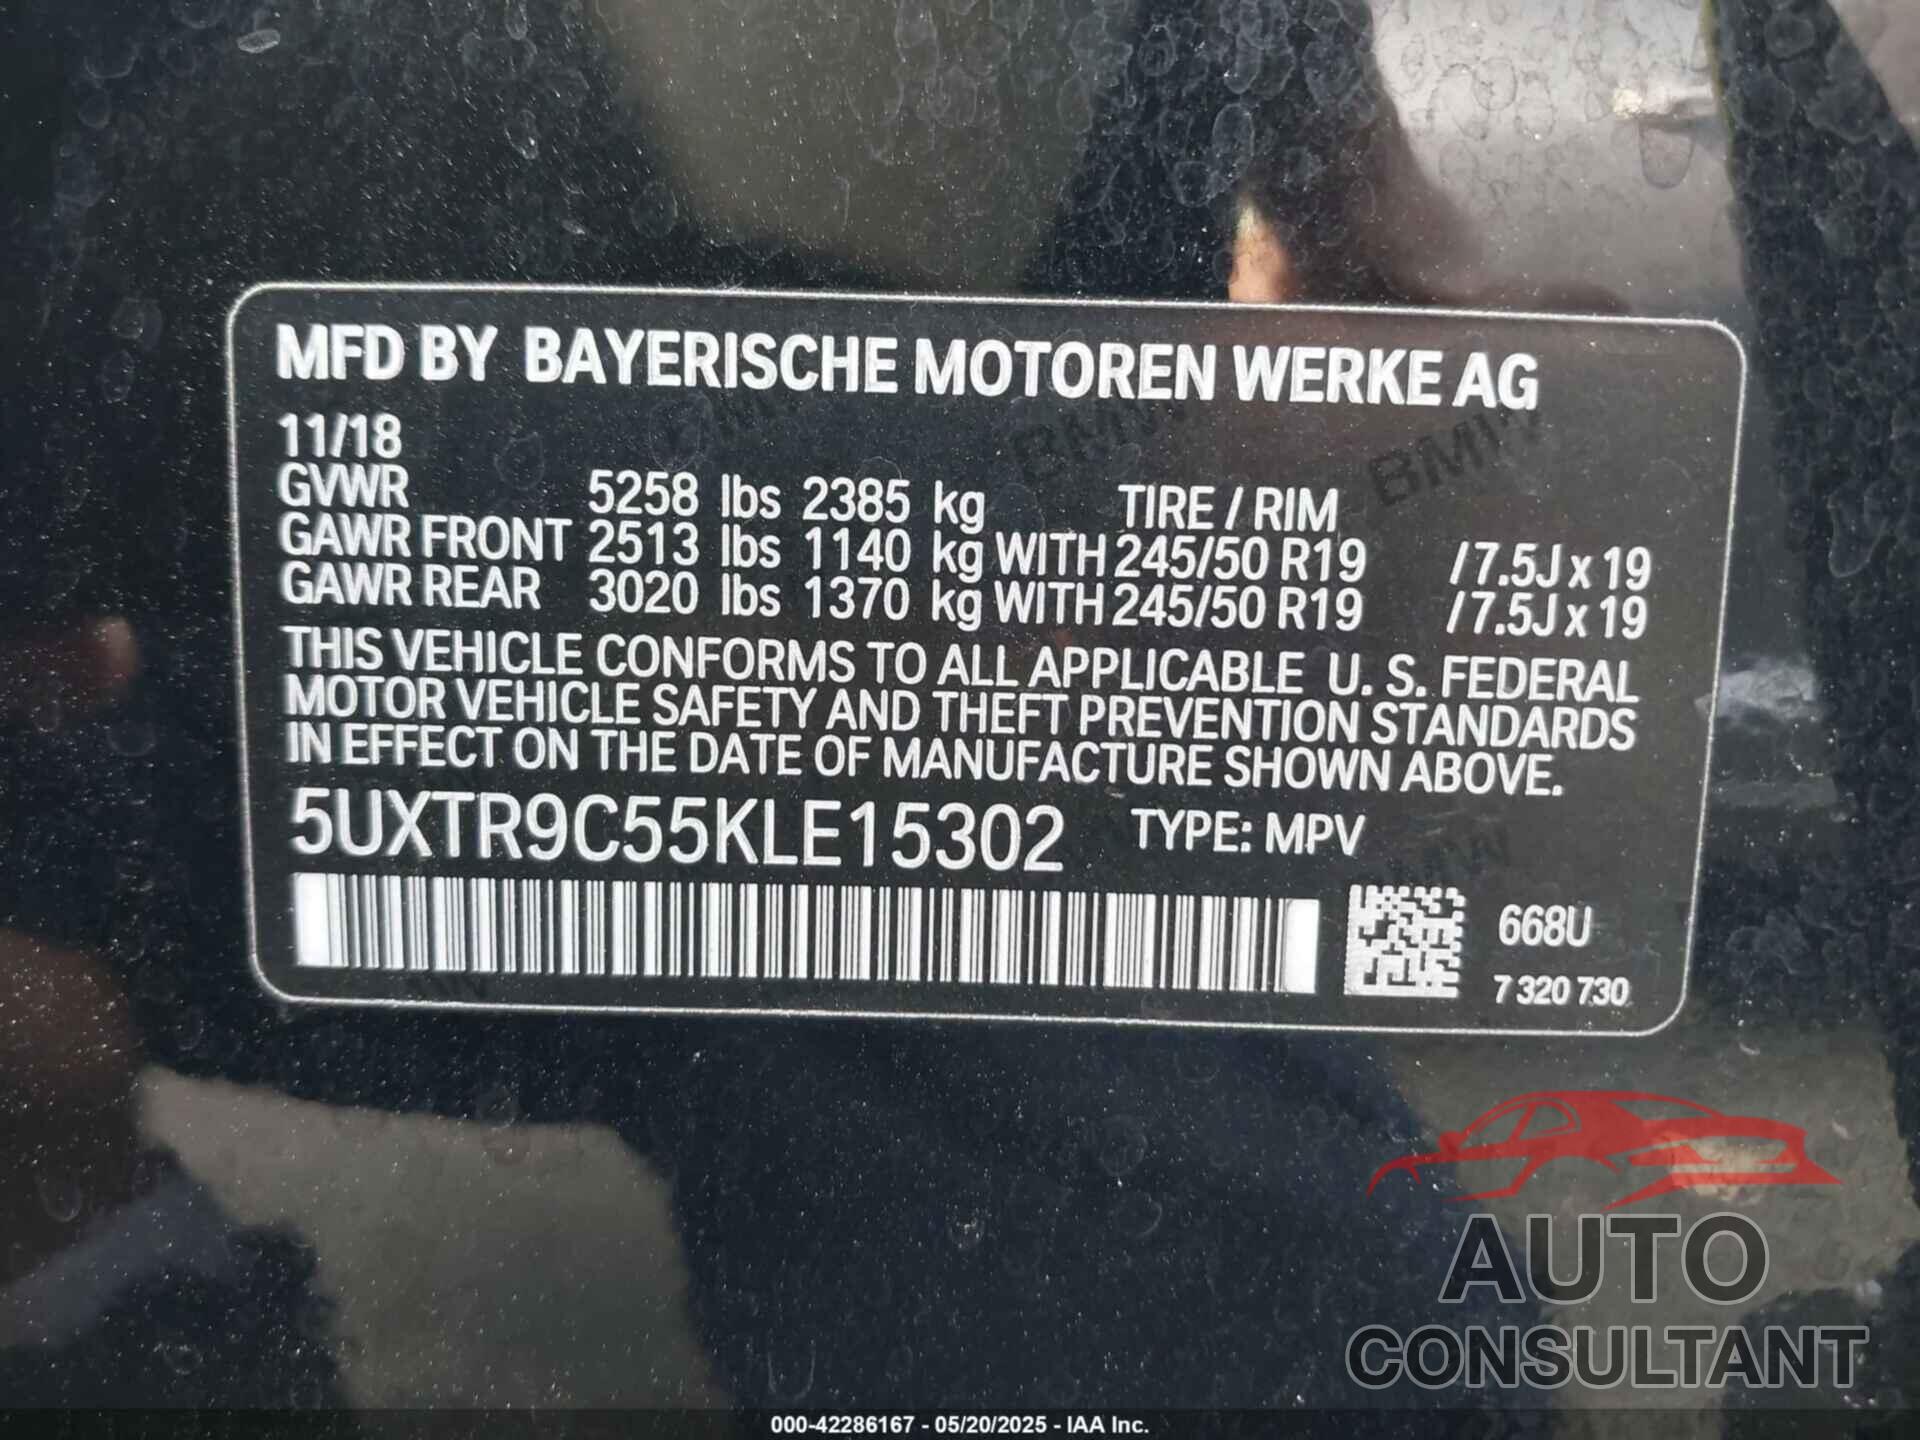 MFD BY BAYERISCHE MOTOREN WERKE AG
11/18
GVWR 5258 lbs 2385 kg TIRE / RIM
GAWR FRONT 2513 lbs 1140 kg WITH 245/50 R19 /7.5J x 19
GAWR REAR 3020 lbs 1370 kg WITH 245/50 R19 /7.5J x 19
THIS VEHICLE CONFORMS TO ALL APPLICABLE U. S. FEDERAL
MOTOR VEHICLE SAFETY AND THEFT PREVENTION STANDARDS
IN EFFECT ON THE DATE OF MANUFACTURE SHOWN ABOVE.
5UXTR9C55KLE15302 TYPE: MPV
668U
7 320 730
AUTO
CONSULTANT
000-42286167 - 05/20/2025 - IAA Inc.